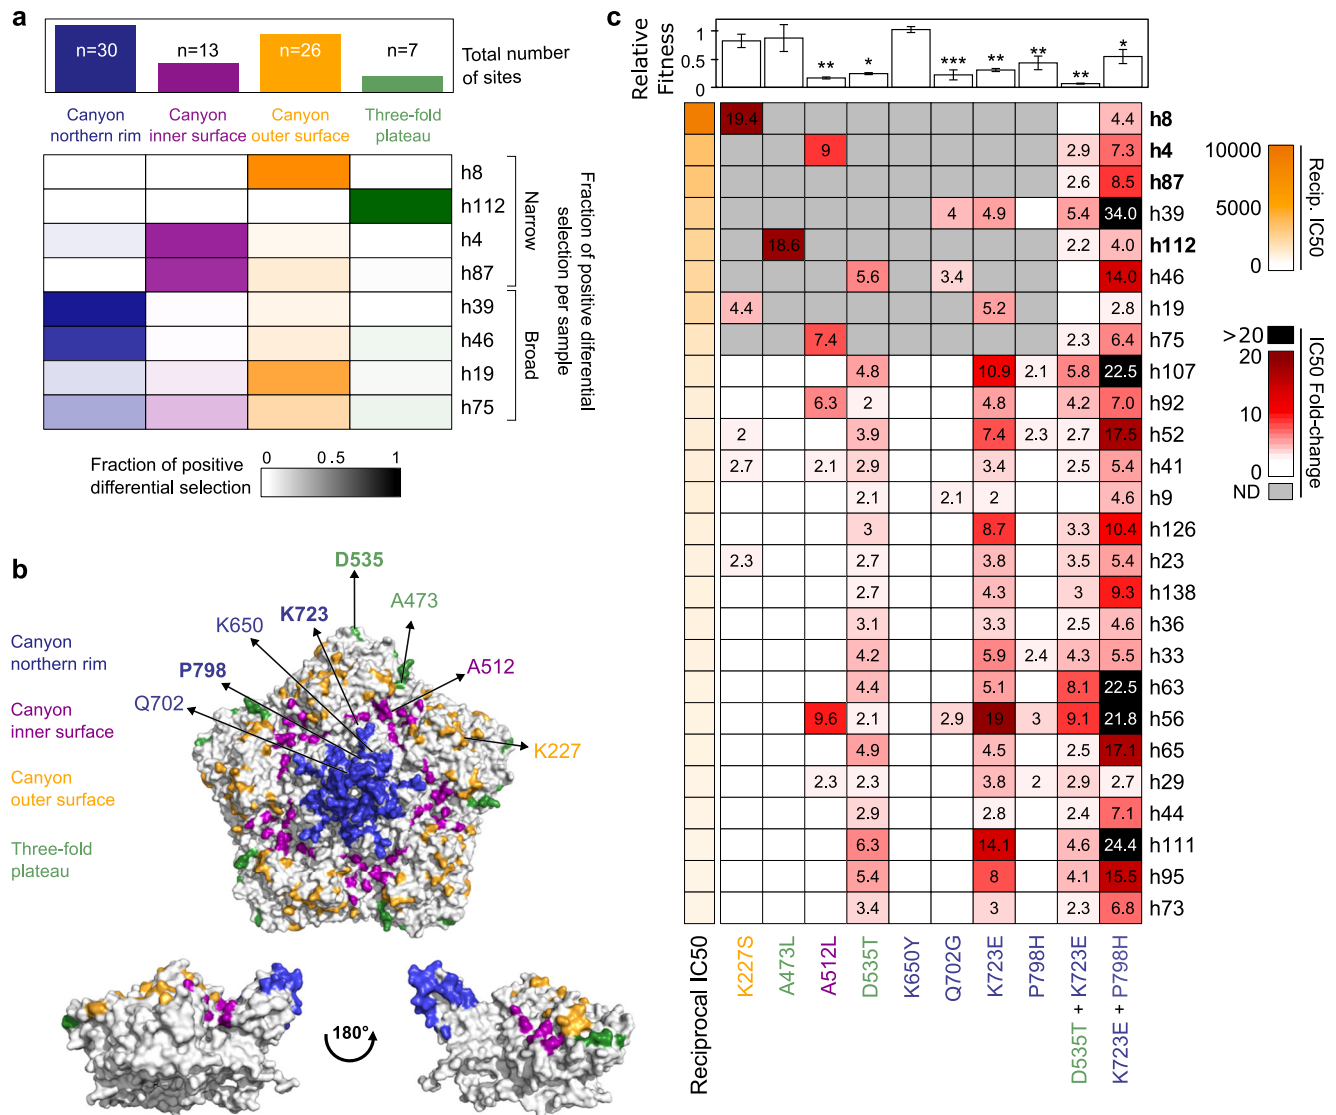 a
n=30 n=13 n=26 n=7
Total number
of sites
Canyon
northern rim
Canyon
inner surface
Canyon
outer surface
Three-fold
plateau
h8
h112
h4
h87
h39
h46
h19
h75
Narrow
Broad
Fraction of positive diferential
selection per sample
Fraction of positive
differential selection
0 0.5 1
b
Canyon
northern rim
Canyon
inner surface
Canyon
outer surface
Three-fold
plateau
D535
A473
K723
K650
P798
Q702
A512
K227
180°
c
Relative
Fitness
1
0.5
0
** * *** ** ** ** *
19.4 4.4 h8
9 2.9 7.3 h4
2.6 8.5 h87
4 4.9 5.4 34.0 h39
18.6 2.2 4.0 h112
5.6 3.4 14.0 h46
4.4 5.2 2.8 h19
7.4 2.3 6.4 h75
4.8 10.9 2.1 5.8 22.5 h107
6.3 2 4.8 4.2 7.0 h92
2 3.9 7.4 2.3 2.7 17.5 h52
2.7 2.1 2.9 3.4 2.5 5.4 h41
2.1 2.1 2 4.6 h9
3 8.7 3.3 10.4 h126
2.3 2.7 3.8 3.5 5.4 h23
2.7 4.3 3 9.3 h138
3.1 3.3 2.5 4.6 h36
4.2 5.9 2.4 4.3 5.5 h33
4.4 5.1 8.1 22.5 h63
9.6 2.1 2.9 19 3 9.1 21.8 h56
4.9 4.5 2.5 17.1 h65
2.3 2.3 3.8 2 2.9 2.7 h29
2.9 2.8 2.4 7.1 h44
6.3 14.1 4.6 24.4 h111
5.4 8 4.1 15.5 h95
3.4 3 2.3 6.8 h73
Reciprocal IC50
K227S
A473L
A512L
D535T
K650Y
Q702G
K723E
P798H
D535T + K723E
K723E + P798H
10000
5000
0
Recip. IC50
>20
20
10
0
ND
IC50 Fold-change